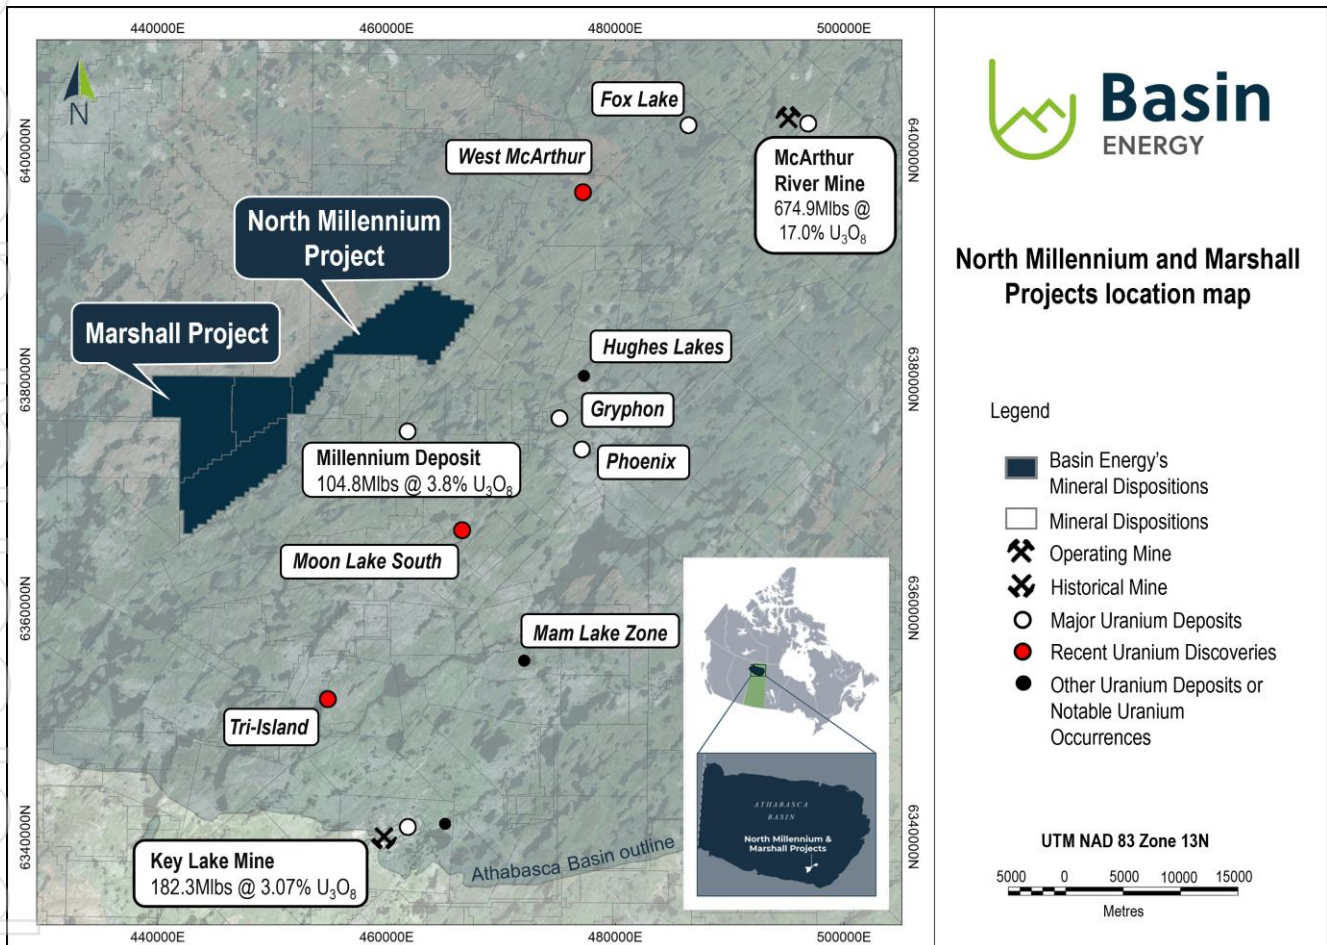 440000E
460000E
480000E
500000E
6400000N
6380000N
6360000N
6340000N
N
Fox Lake
West McArthur
McArthur
River Mine
674.9Mlbs @
17.0% U₃O₈
North Millennium
Project
Marshall Project
Hughes Lakes
Gryphon
Phoenix
Millennium Deposit
104.8Mlbs @ 3.8% U₃O₈
Moon Lake South
Mam Lake Zone
Tri-Island
Key Lake Mine
182.3Mlbs @ 3.07% U₃O₈
Athabasca Basin outline
ATHABASCA
BASIN
North Millennium &
Marshall Projects
6400000N
6380000N
6360000N
6340000N
440000E
460000E
480000E
500000E
Basin
ENERGY
North Millennium and Marshall
Projects location map
Legend
Basin Energy's
Mineral Dispositions
Mineral Dispositions
Operating Mine
Historical Mine
Major Uranium Deposits
Recent Uranium Discoveries
Other Uranium Deposits or
Notable Uranium
Occurrences
UTM NAD 83 Zone 13N
5000 0 5000 10000 15000
Metres